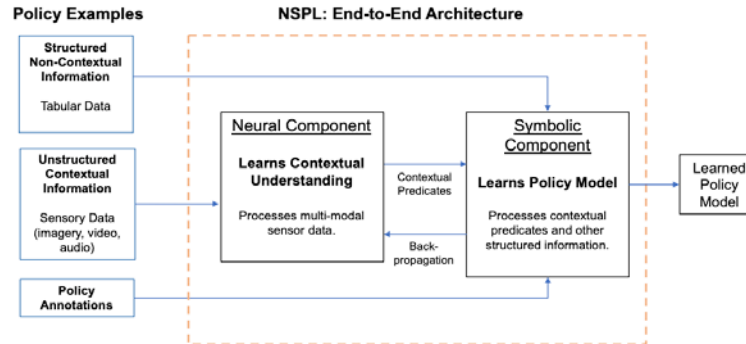 Policy Examples
NSPL: End-to-End Architecture
Structured
Non-Contextual
Information
Tabular Data
Unstructured
Contextual
Information
Sensory Data
(imagery, video,
audio)
Policy
Annotations
Neural Component
Learns Contextual
Understanding
Processes multi-modal
sensor data.
Contextual
Predicates
Back-
propagation
Symbolic
Component
Learns Policy Model
Processes contextual
predicates and other
structured information.
Learned
Policy
Model